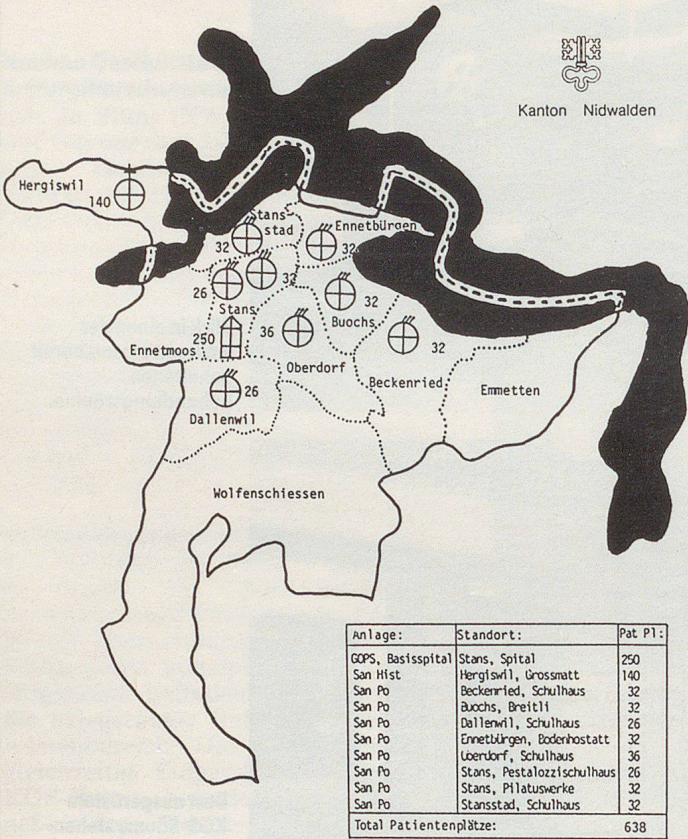 Kanton Nidwalden
Hergiswil
140
Stans-
stad
32
Ennetbürgen
32
26
32
Stans
32
Buochs
250
36
32
Ennetmoos
Oberdorf
Beckenried
Emmetten
26
Dallenwil
Wolfenschiessen
Anlage: Standort: Pat Pl:
GOPS, Basisspital Stans, Spital 250
San Hist Hergiswil, Grossmatt 140
San Po Beckenried, Schulhaus 32
San Po Buochs, Breitli 32
San Po Dallenwil, Schulhaus 26
San Po Ennetbürgen, Bodenhostatt 32
San Po Oberdorf, Schulhaus 36
San Po Stans, Pestalozzischulhaus 26
San Po Stans, Pilatuswerke 32
San Po Stansstad, Schulhaus 32
Total Patientenplätze: 638